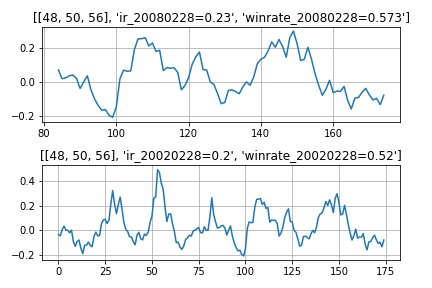 [[48, 50, 56], 'ir_20080228=0.23', 'winrate_20080228=0.573']
0.2
0.0
−0.2
80 100 120 140 160
[[48, 50, 56], 'ir_20020228=0.2', 'winrate_20020228=0.52']
0.4
0.2
0.0
−0.2
0 25 50 75 100 125 150 175